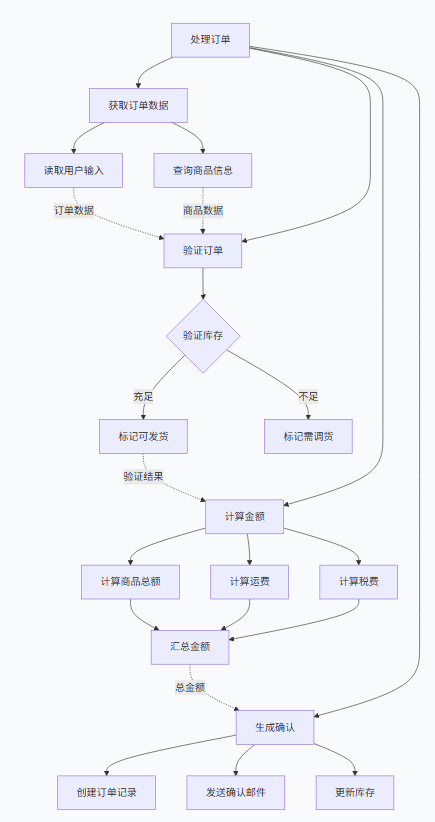 处理订单
获取订单数据
读取用户输入
查询商品信息
订单数据
商品数据
验证订单
验证库存
充足
不足
标记可发货
标记需调货
验证结果
计算金额
计算商品总额
计算运费
计算税费
汇总金额
总金额
生成确认
创建订单记录
发送确认邮件
更新库存